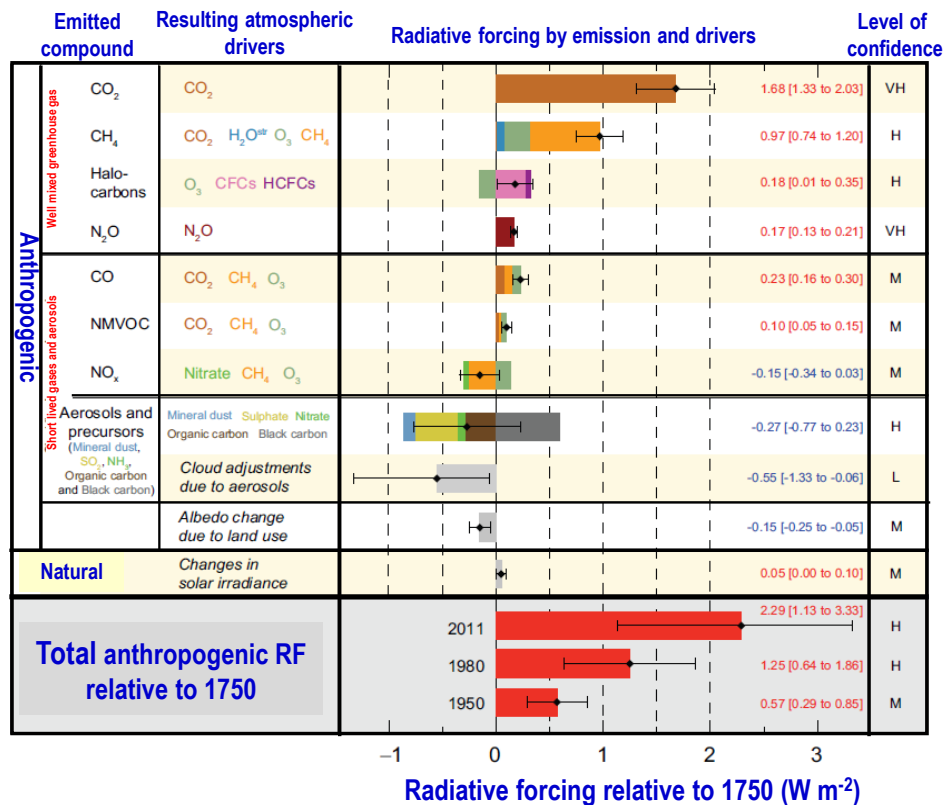 Emitted
compound
Resulting atmospheric
drivers
Radiative forcing by emission and drivers
Level of
confidence
Anthropogenic
Well mixed greenhouse gas
CO₂
CO₂
1.68 [1.33 to 2.03]
VH
CH₄
CO₂ H₂Oˢᵗʳ O₃ CH₄
0.97 [0.74 to 1.20]
H
Halo-
carbons
O₃ CFCs HCFCs
0.18 [0.01 to 0.35]
H
N₂O
N₂O
0.17 [0.13 to 0.21]
VH
Short lived gases and aerosols
CO
CO₂ CH₄ O₃
0.23 [0.16 to 0.30]
M
NMVOC
CO₂ CH₄ O₃
0.10 [0.05 to 0.15]
M
NOₓ
Nitrate CH₄ O₃
-0.15 [-0.34 to 0.03]
M
Aerosols and
precursors
(Mineral dust,
SO₂, NH₃,
Organic carbon
and Black carbon)
Mineral dust Sulphate Nitrate
Organic carbon Black carbon
-0.27 [-0.77 to 0.23]
H
Cloud adjustments
due to aerosols
-0.55 [-1.33 to -0.06]
L
Albedo change
due to land use
-0.15 [-0.25 to -0.05]
M
Natural
Changes in
solar irradiance
0.05 [0.00 to 0.10]
M
Total anthropogenic RF
relative to 1750
2011
2.29 [1.13 to 3.33]
H
1980
1.25 [0.64 to 1.86]
H
1950
0.57 [0.29 to 0.85]
M
−1 0 1 2 3
Radiative forcing relative to 1750 (W m⁻²)